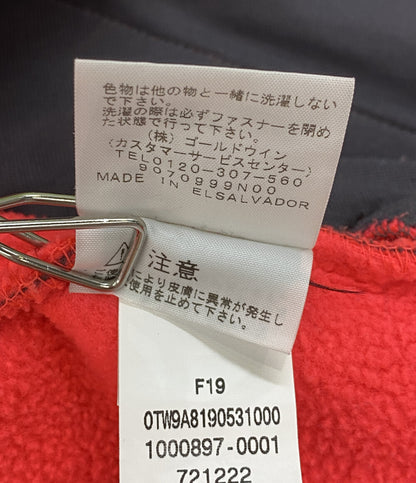 色物は他の物と一緒に洗濯しない
で下さい。
洗濯の際は必ずファスナーを閉め
た状態で行って下さい。
(株) ゴールドウイン
(カスタマーサービスセンター)
TEL0120-307-560
9070999N00
MADE IN ELSALVADOR
注意
により皮膚に異常が発生し
使用を止めて下さい。
F19
0TW9A8190531000
1000897-0001
721222